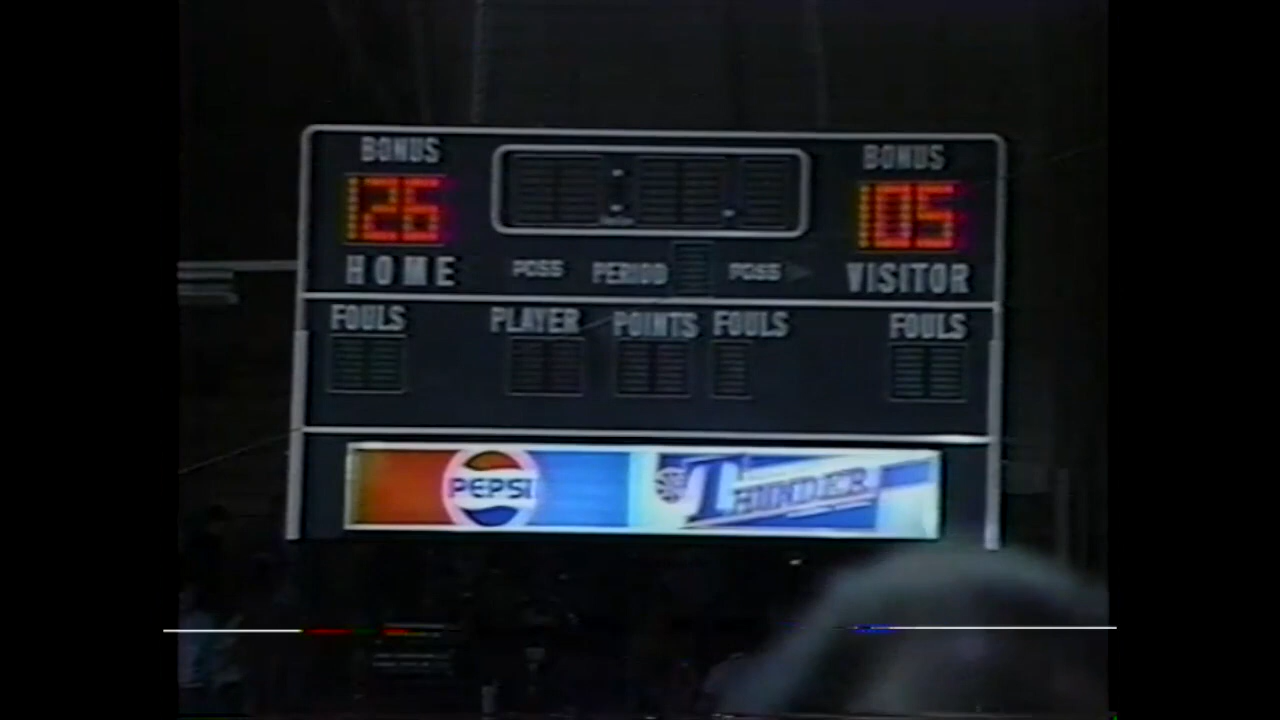 BONUS BONUS
126 105
HOME POSS PERIOD POSS VISITOR
FOULS PLAYER POINTS FOULS FOULS
PEPSI THUNDER